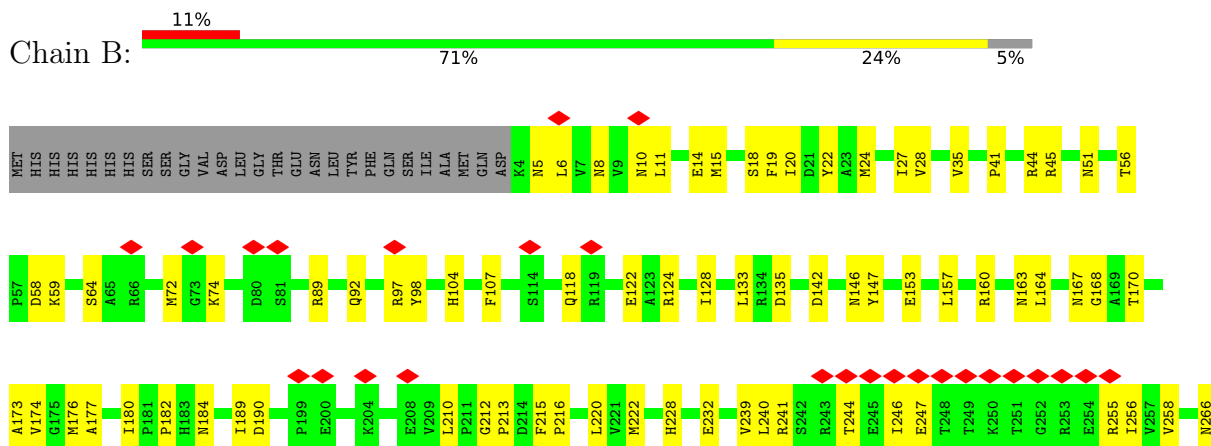 11%
Chain B:
71% 24% 5%
MET HIS HIS HIS HIS HIS HIS SER SER GLY VAL ASP LEU GLY THR GLU ASN LEU TYR PHE GLN SER ILE ALA MET GLN ASP K4 N5 L6 V7 N8 V9 N10 L11 E14 M15 S18 F19 I20 D21 Y22 A23 M24 I27 V28 V35 P41 R44 R45 N51 T56
P57 D58 K59 S64 A65 R66 M72 G73 K74 D80 S81 R89 Q92 R97 Y98 H104 F107 S114 Q118 R119 E122 A123 R124 I128 L133 R134 D135 D142 N146 Y147 E153 L157 R160 N163 L164 N167 G168 A169 T170
A173 V174 G175 M176 A177 I180 P181 P182 H183 N184 I189 D190 P199 E200 K204 E208 V209 L210 P211 G212 P213 D214 F215 P216 L220 V221 M222 H228 E232 V239 L240 R241 S242 R243 T244 E245 I246 E247 T248 T249 K250 T251 G252 R253 E254 R255 I256 V257 V258 N266